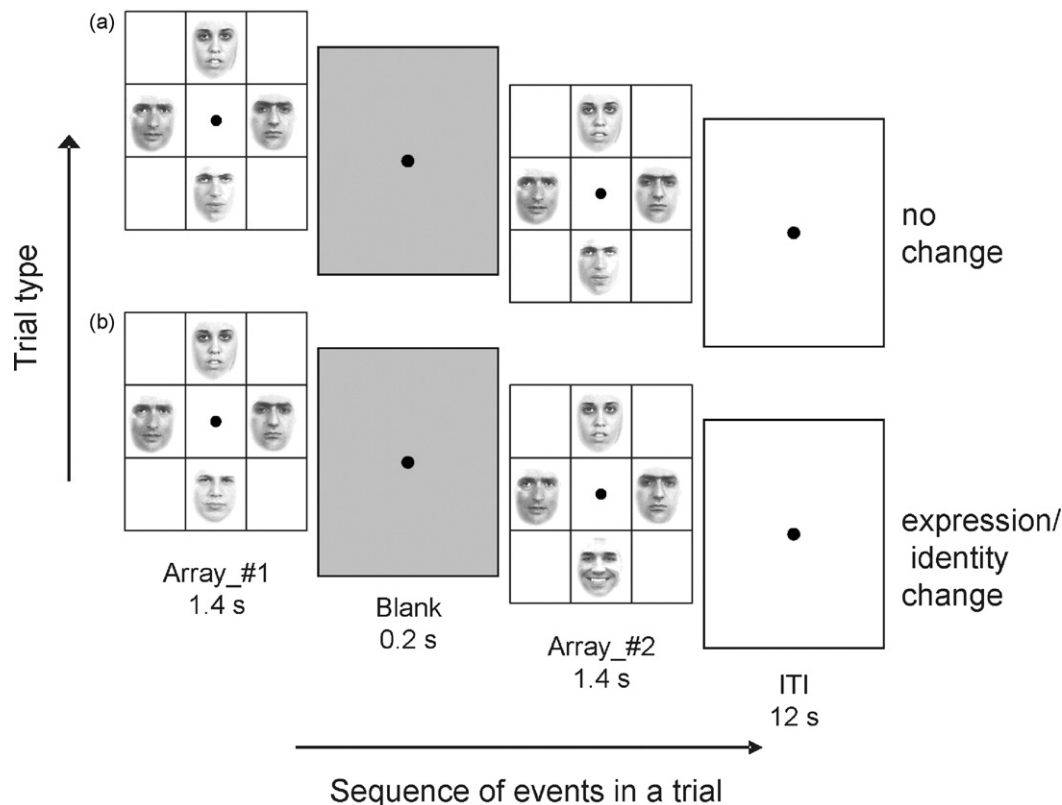 (a)
no
change
Trial type
(b)
expression/
identity
change
Array_#1
1.4 s
Blank
0.2 s
Array_#2
1.4 s
ITI
12 s
Sequence of events in a trial